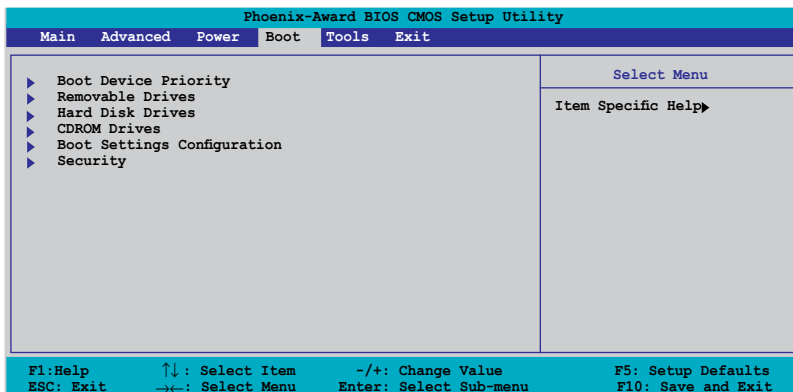 Phoenix-Award BIOS CMOS Setup Utility
Main Advanced Power Boot Tools Exit
Select Menu
Boot Device Priority
Removable Drives
Hard Disk Drives
CDROM Drives
Boot Settings Configuration
Security
Item Specific Help
F1:Help ↑↓ : Select Item -/+: Change Value F5: Setup Defaults
ESC: Exit →←: Select Menu Enter: Select Sub-menu F10: Save and Exit